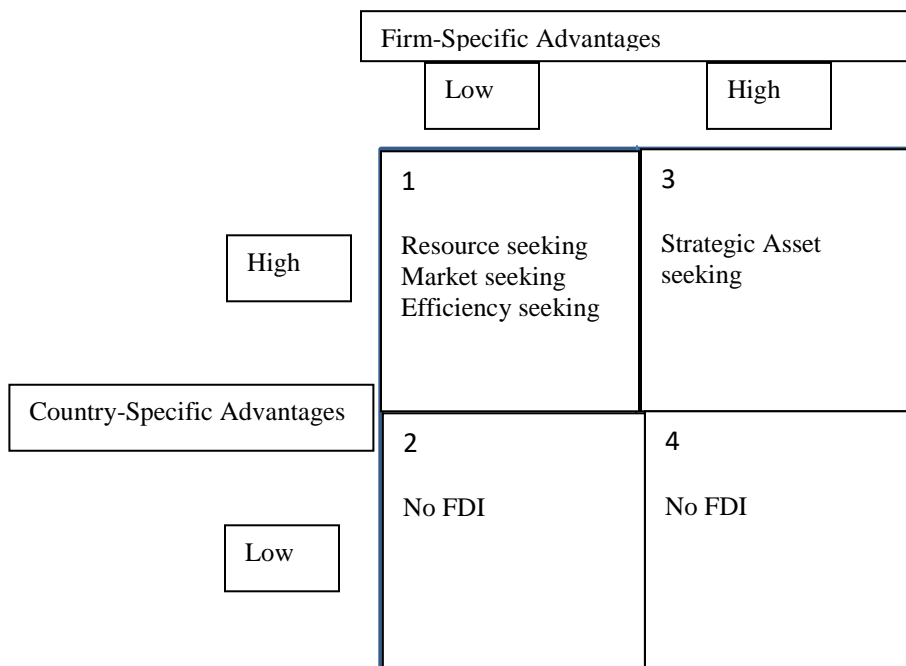 Firm-Specific Advantages
Low
High
1
3
Resource seeking
Market seeking
Efficiency seeking
Strategic Asset
seeking
High
Country-Specific Advantages
2
4
No FDI
No FDI
Low